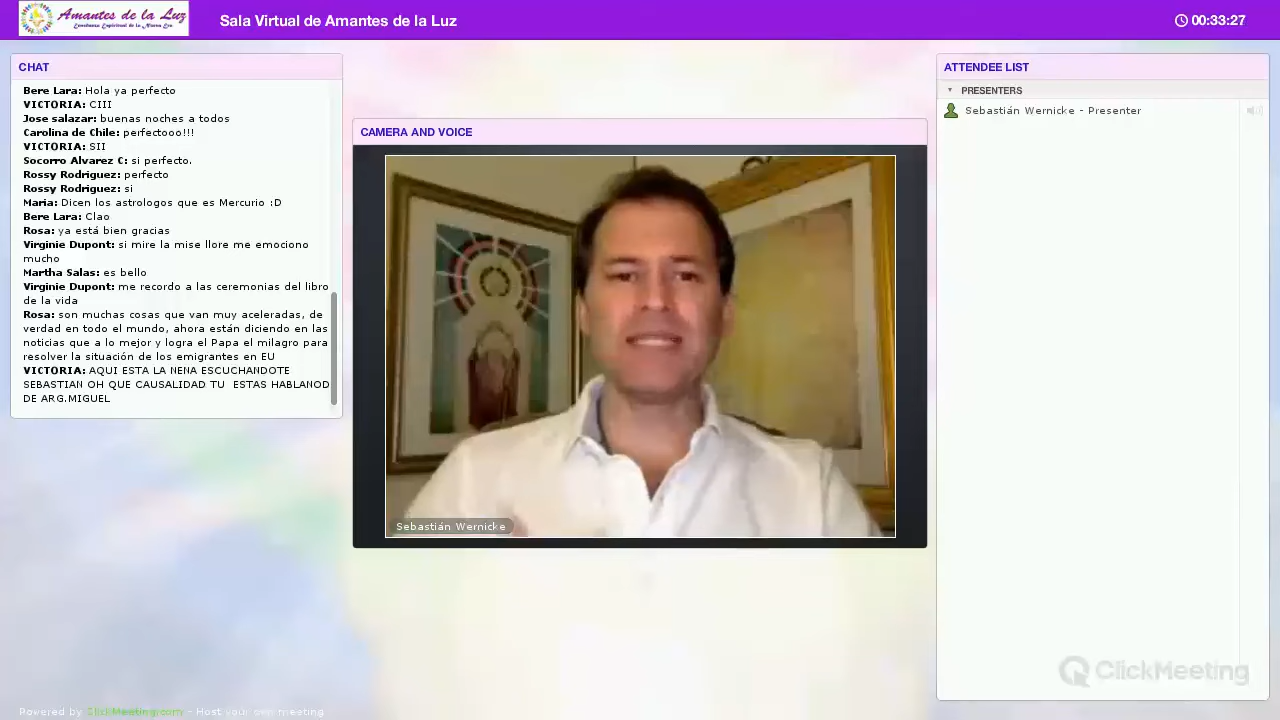 Amantes de la Luz
Enseñanza Espiritual de la Nueva Era
Sala Virtual de Amantes de la Luz
00:33:27
CHAT
Bere Lara: Hola ya perfecto
VICTORIA: CIII
Jose salazar: buenas noches a todos
Carolina de Chile: perfectooo!!!
VICTORIA: SII
Socorro Alvarez C: si perfecto.
Rossy Rodriguez: perfecto
Rossy Rodriguez: si
Maria: Dicen los astrologos que es Mercurio :D
Bere Lara: Clao
Rosa: ya está bien gracias
Virginie Dupont: si mire la mise llore me emociono
mucho
Martha Salas: es bello
Virginie Dupont: me recordo a las ceremonias del libro
de la vida
Rosa: son muchas cosas que van muy aceleradas, de
verdad en todo el mundo, ahora están diciendo en las
noticias que a lo mejor y logra el Papa el milagro para
resolver la situación de los emigrantes en EU
VICTORIA: AQUI ESTA LA NENA ESCUCHANDOTE
SEBASTIAN OH QUE CAUSALIDAD TU ESTAS HABLANOD
DE ARG.MIGUEL
CAMERA AND VOICE
Sebastián Wernicke
ATTENDEE LIST
PRESENTERS
Sebastián Wernicke - Presenter
ClickMeeting
Powered by ClickMeeting.com - Host your own meeting